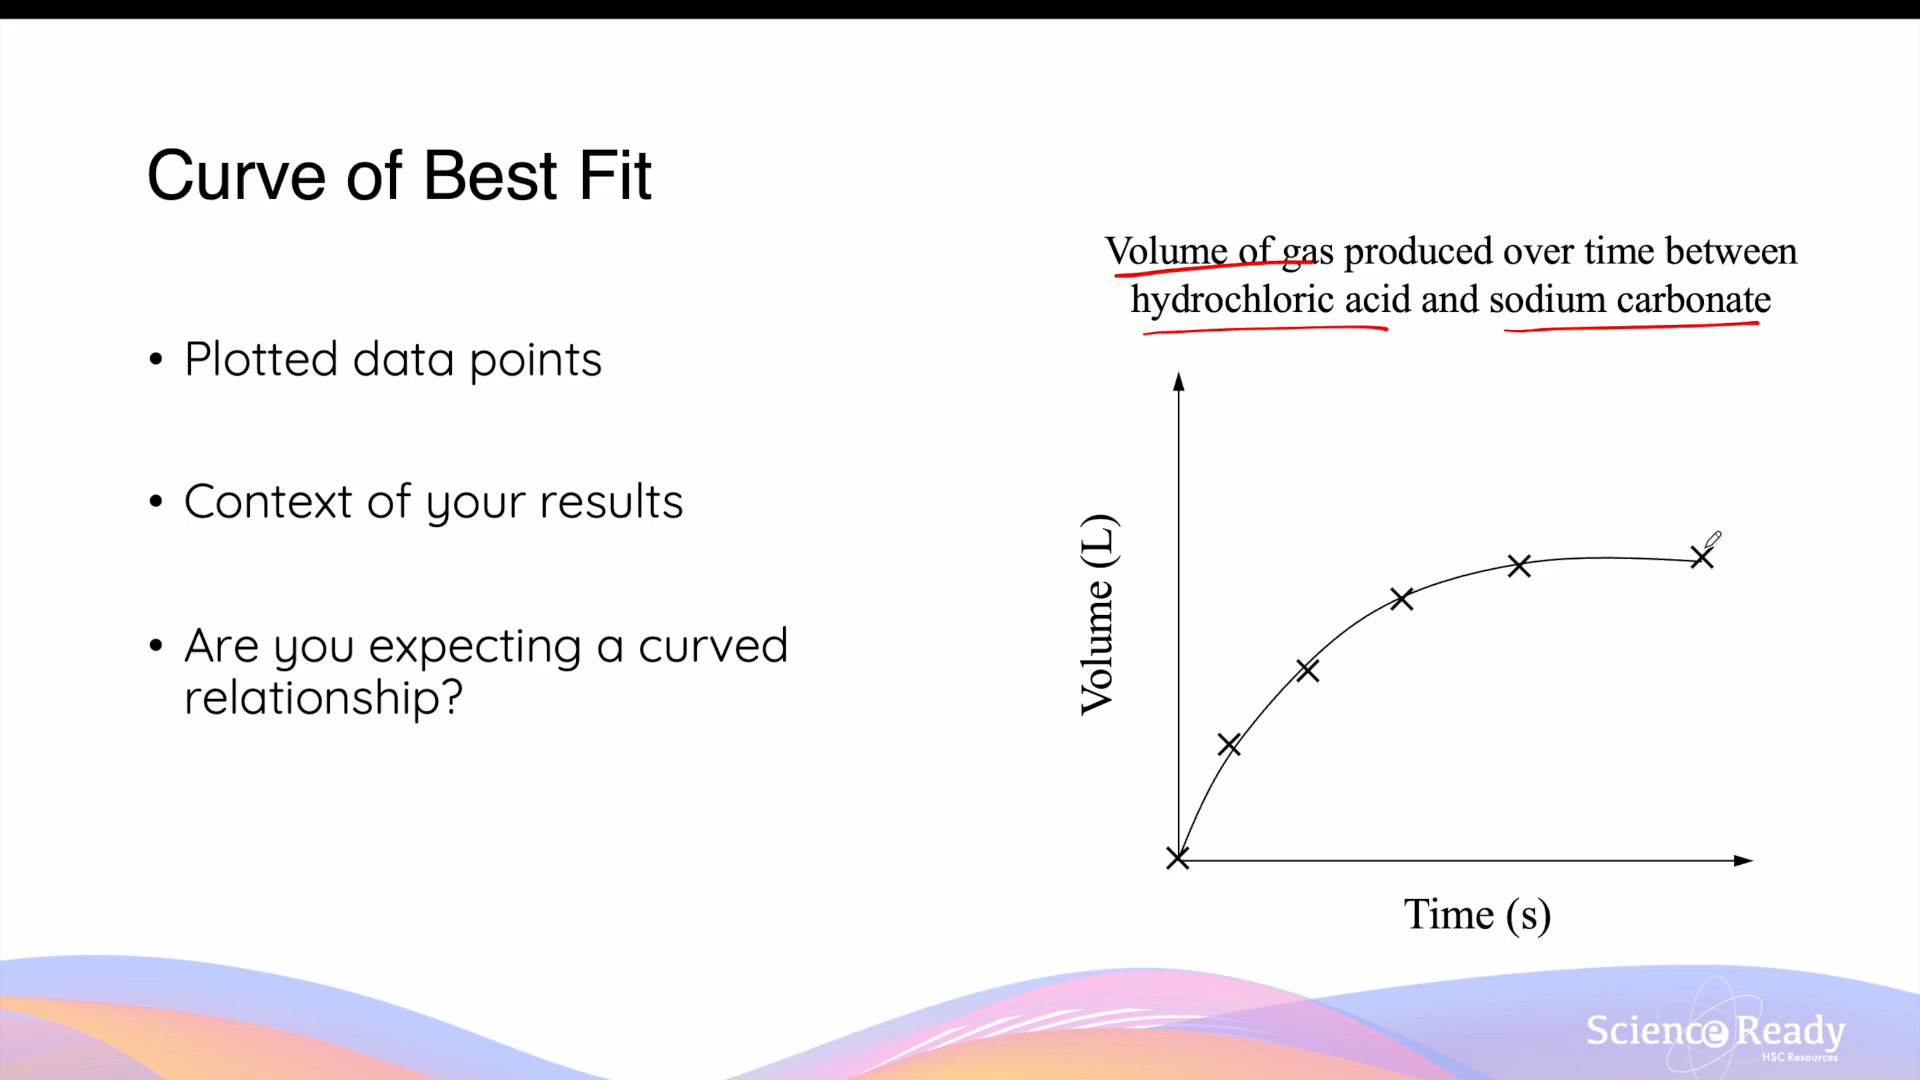 Curve of Best Fit
• Plotted data points
• Context of your results
• Are you expecting a curved
relationship?
Volume of gas produced over time between
hydrochloric acid and sodium carbonate
Volume (L)
Time (s)
Science Ready
HSC Resources